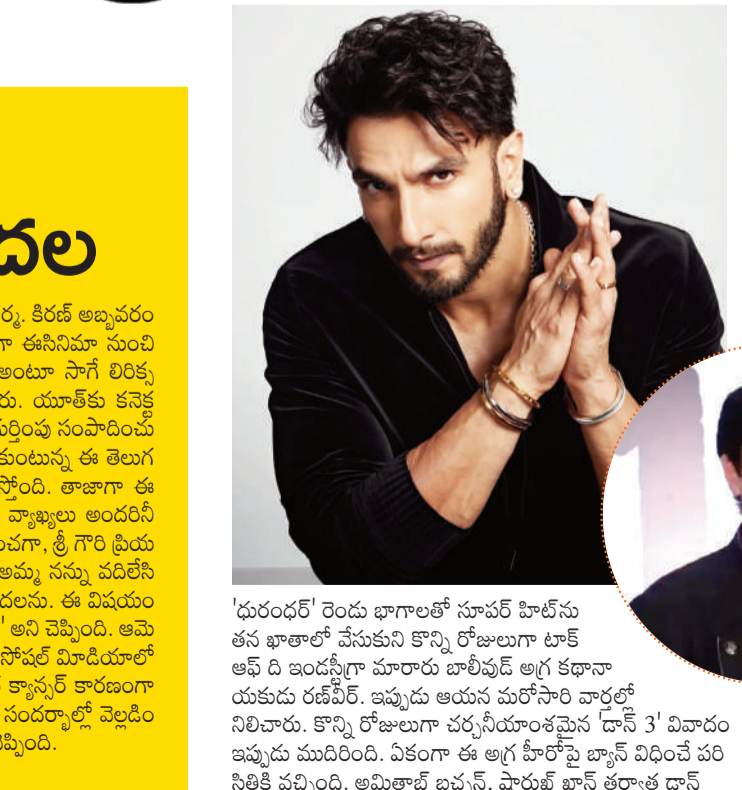 దల
ర్మ. కిరణ్ అబ్బవరం
గా ఈసినిమా నుంచి
అంటూ సాగే లిరిక్స
రు. యూత్‌కు కనెక్ట
ుర్తింపు సంపాదించు
కుంటున్న ఈ తెలుగ
స్తోంది. తాజాగా ఈ
వ్యాఖ్యలు అందరినీ
ంచగా, శ్రీ గౌరి ప్రియ
అమ్మ నన్ను వదిలేసి
దలను. ఈ విషయం
' అని చెప్పింది. ఆమె
సోషల్ మీడియాలో
క్యాన్సర్ కారణంగా
సందర్భాల్లో వెల్లడిం
చెప్పింది.
'ధురంధర్' రెండు భాగాలతో సూపర్ హిట్‌ను
తన ఖాతాలో వేసుకుని కొన్ని రోజులుగా టాక్
ఆఫ్ ది ఇండస్ట్రీగా మారారు బాలీవుడ్ అగ్ర కథానా
యకుడు రణ్‌వీర్. ఇప్పుడు ఆయన మరోసారి వార్తల్లో
నిలిచారు. కొన్ని రోజులుగా చర్చనీయాంశమైన 'డాన్ 3' వివాదం
ఇప్పుడు ముదిరింది. ఏకంగా ఈ అగ్ర హీరోపై బ్యాన్ విధించే పరి
స్థితికి వచ్చింది. అమితాబ్ బచ్చన్, షారుఖ్ ఖాన్ తర్వాత డాన్